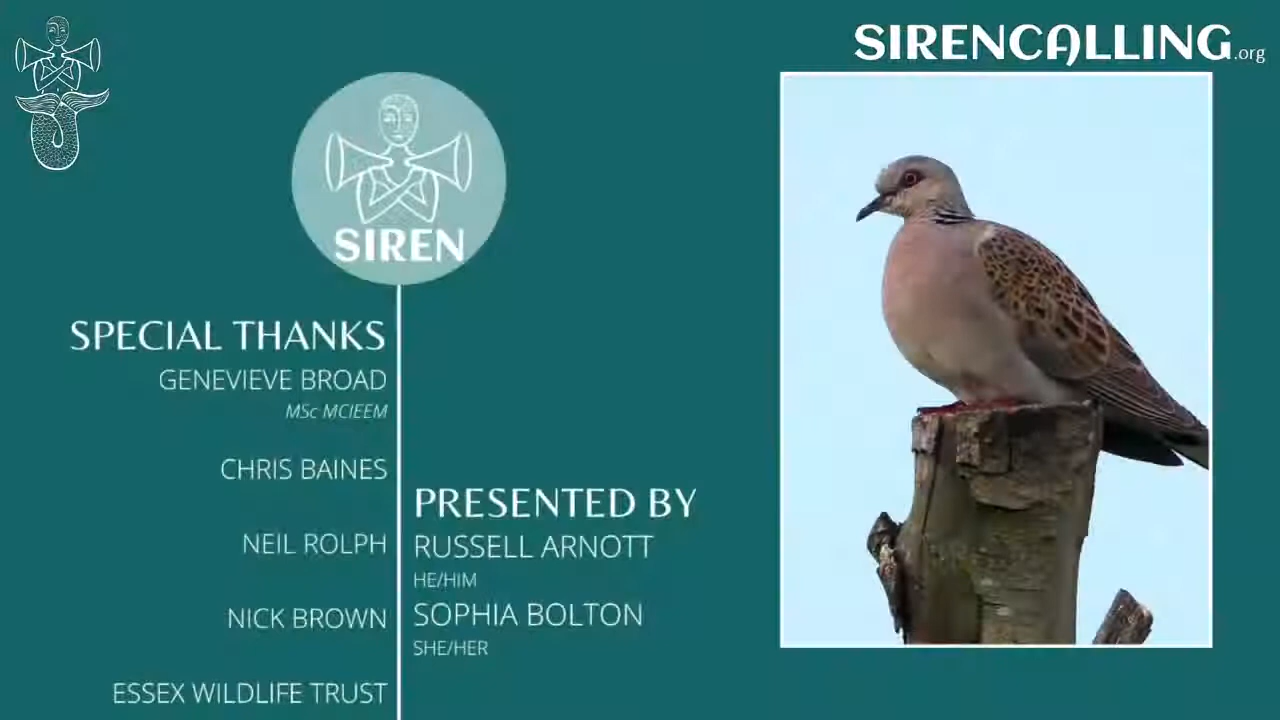 SIRENCALLING.org
SIREN
SPECIAL THANKS
GENEVIEVE BROAD
MSc MCIEEM
CHRIS BAINES
NEIL ROLPH
NICK BROWN
ESSEX WILDLIFE TRUST
PRESENTED BY
RUSSELL ARNOTT
HE/HIM
SOPHIA BOLTON
SHE/HER